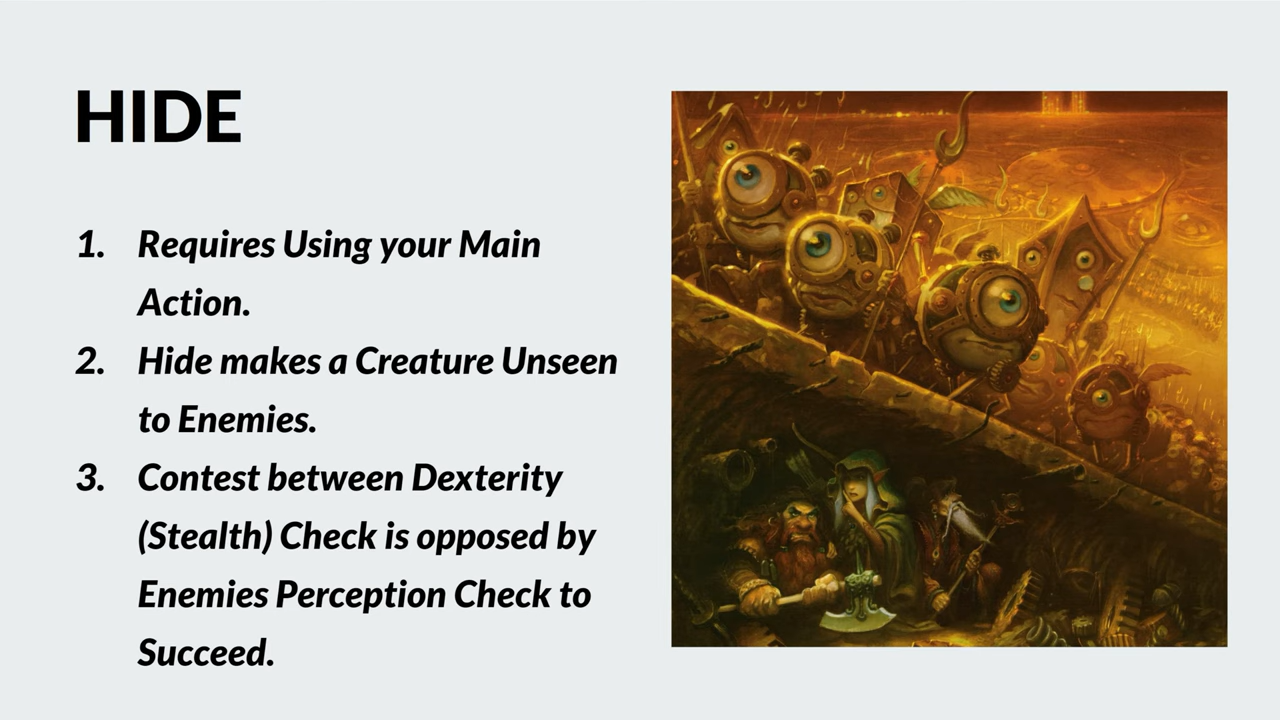 HIDE
1. Requires Using your Main
Action.
2. Hide makes a Creature Unseen
to Enemies.
3. Contest between Dexterity
(Stealth) Check is opposed by
Enemies Perception Check to
Succeed.